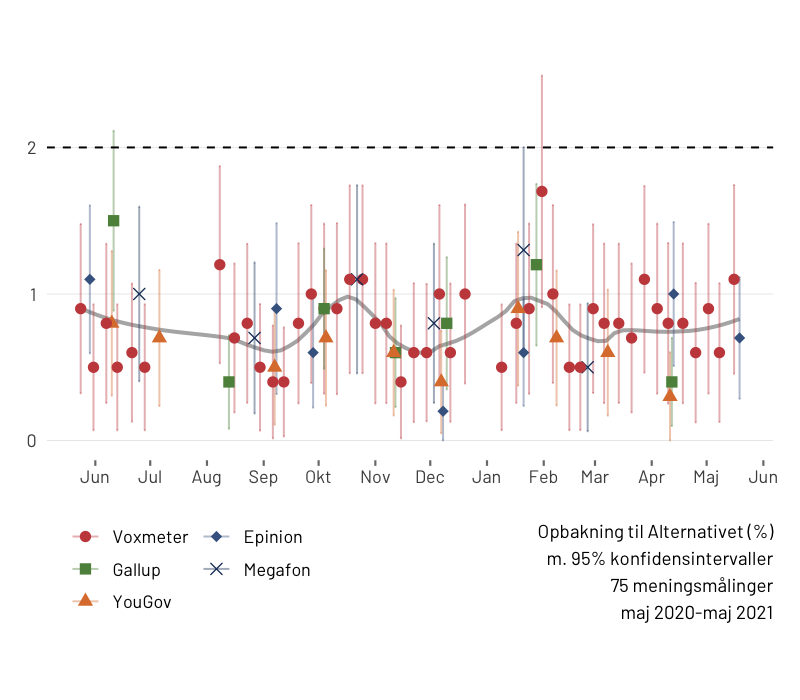 2
1
0
Jun Jul Aug Sep Okt Nov Dec Jan Feb Mar Apr Maj Jun
Voxmeter Epinion
Gallup Megafon
YouGov
Opbakning til Alternativet (%)
m. 95% konfidensintervaller
75 meningsmålinger
maj 2020-maj 2021